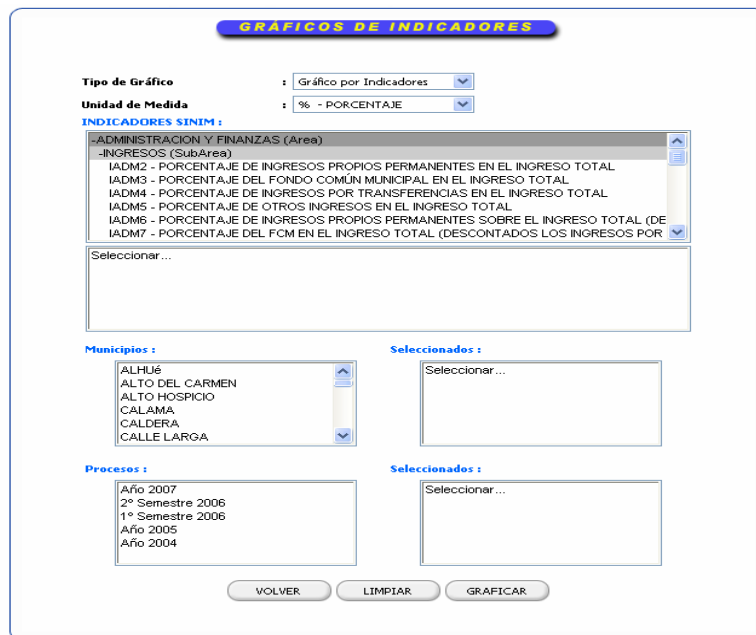 GRÁFICOS DE INDICADORES
Tipo de Gráfico : Gráfico por Indicadores
Unidad de Medida : % - PORCENTAJE
INDICADORES SINIM :
-ADMINISTRACION Y FINANZAS (Area)
-INGRESOS (SubArea)
IADM2 - PORCENTAJE DE INGRESOS PROPIOS PERMANENTES EN EL INGRESO TOTAL
IADM3 - PORCENTAJE DEL FONDO COMÚN MUNICIPAL EN EL INGRESO TOTAL
IADM4 - PORCENTAJE DE INGRESOS POR TRANSFERENCIAS EN EL INGRESO TOTAL
IADM5 - PORCENTAJE DE OTROS INGRESOS EN EL INGRESO TOTAL
IADM6 - PORCENTAJE DE INGRESOS PROPIOS PERMANENTES SOBRE EL INGRESO TOTAL (DE
IADM7 - PORCENTAJE DEL FCM EN EL INGRESO TOTAL (DESCONTADOS LOS INGRESOS POR
Seleccionar...
Municipios :
ALHUé
ALTO DEL CARMEN
ALTO HOSPICIO
CALAMA
CALDERA
CALLE LARGA
Seleccionados :
Seleccionar...
Procesos :
Año 2007
2º Semestre 2006
1º Semestre 2006
Año 2005
Año 2004
Seleccionados :
Seleccionar...
VOLVER LIMPIAR GRAFICAR